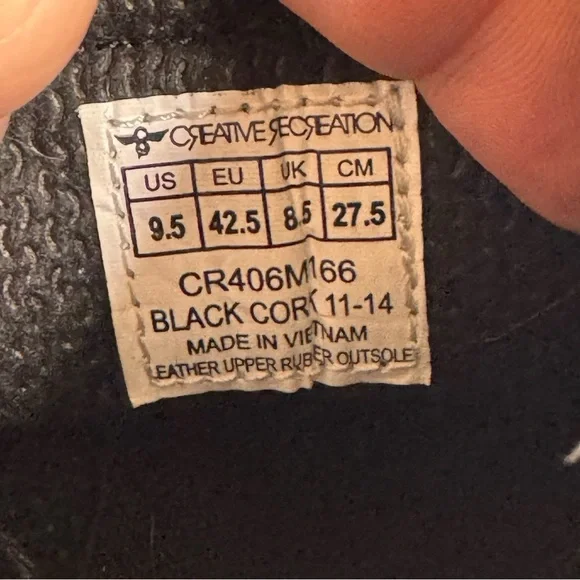 CREATIVE RECREATION
US EU UK CM
9.5 42.5 8.5 27.5
CR406M166
BLACK CORK 11-14
MADE IN VIETNAM
LEATHER UPPER RUBBER OUTSOLE